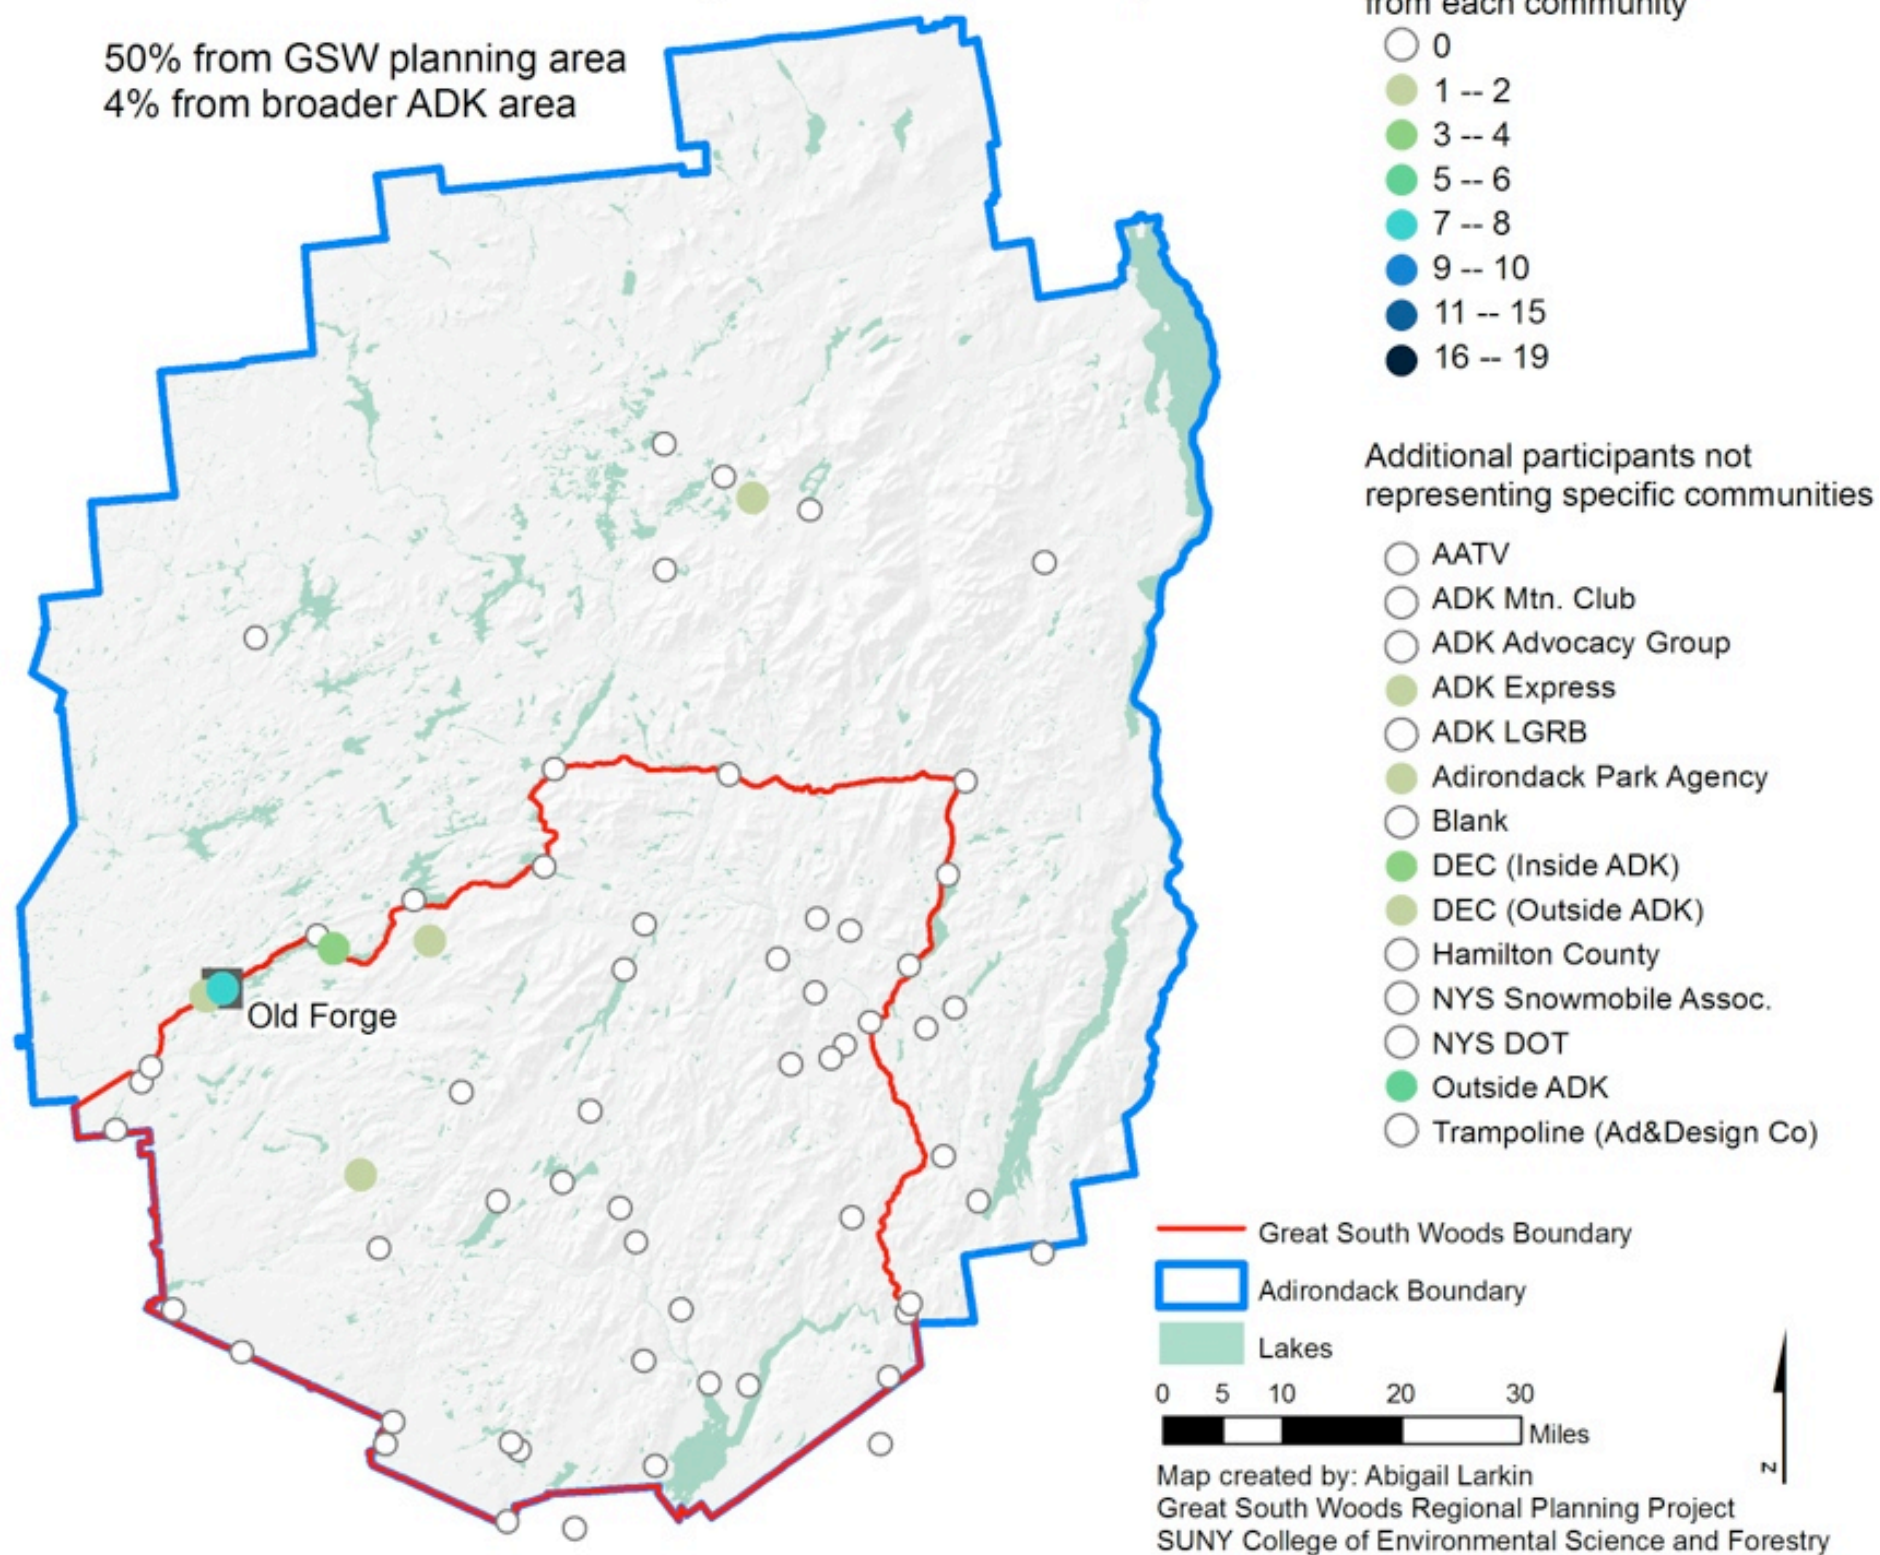 from each community
50% from GSW planning area
4% from broader ADK area
0
1 -- 2
3 -- 4
5 -- 6
7 -- 8
9 -- 10
11 -- 15
16 -- 19
Additional participants not
representing specific communities
AATV
ADK Mtn. Club
ADK Advocacy Group
ADK Express
ADK LGRB
Adirondack Park Agency
Blank
DEC (Inside ADK)
DEC (Outside ADK)
Hamilton County
NYS Snowmobile Assoc.
NYS DOT
Outside ADK
Trampoline (Ad&Design Co)
Old Forge
Great South Woods Boundary
Adirondack Boundary
Lakes
0 5 10 20 30
Miles
N
Map created by: Abigail Larkin
Great South Woods Regional Planning Project
SUNY College of Environmental Science and Forestry